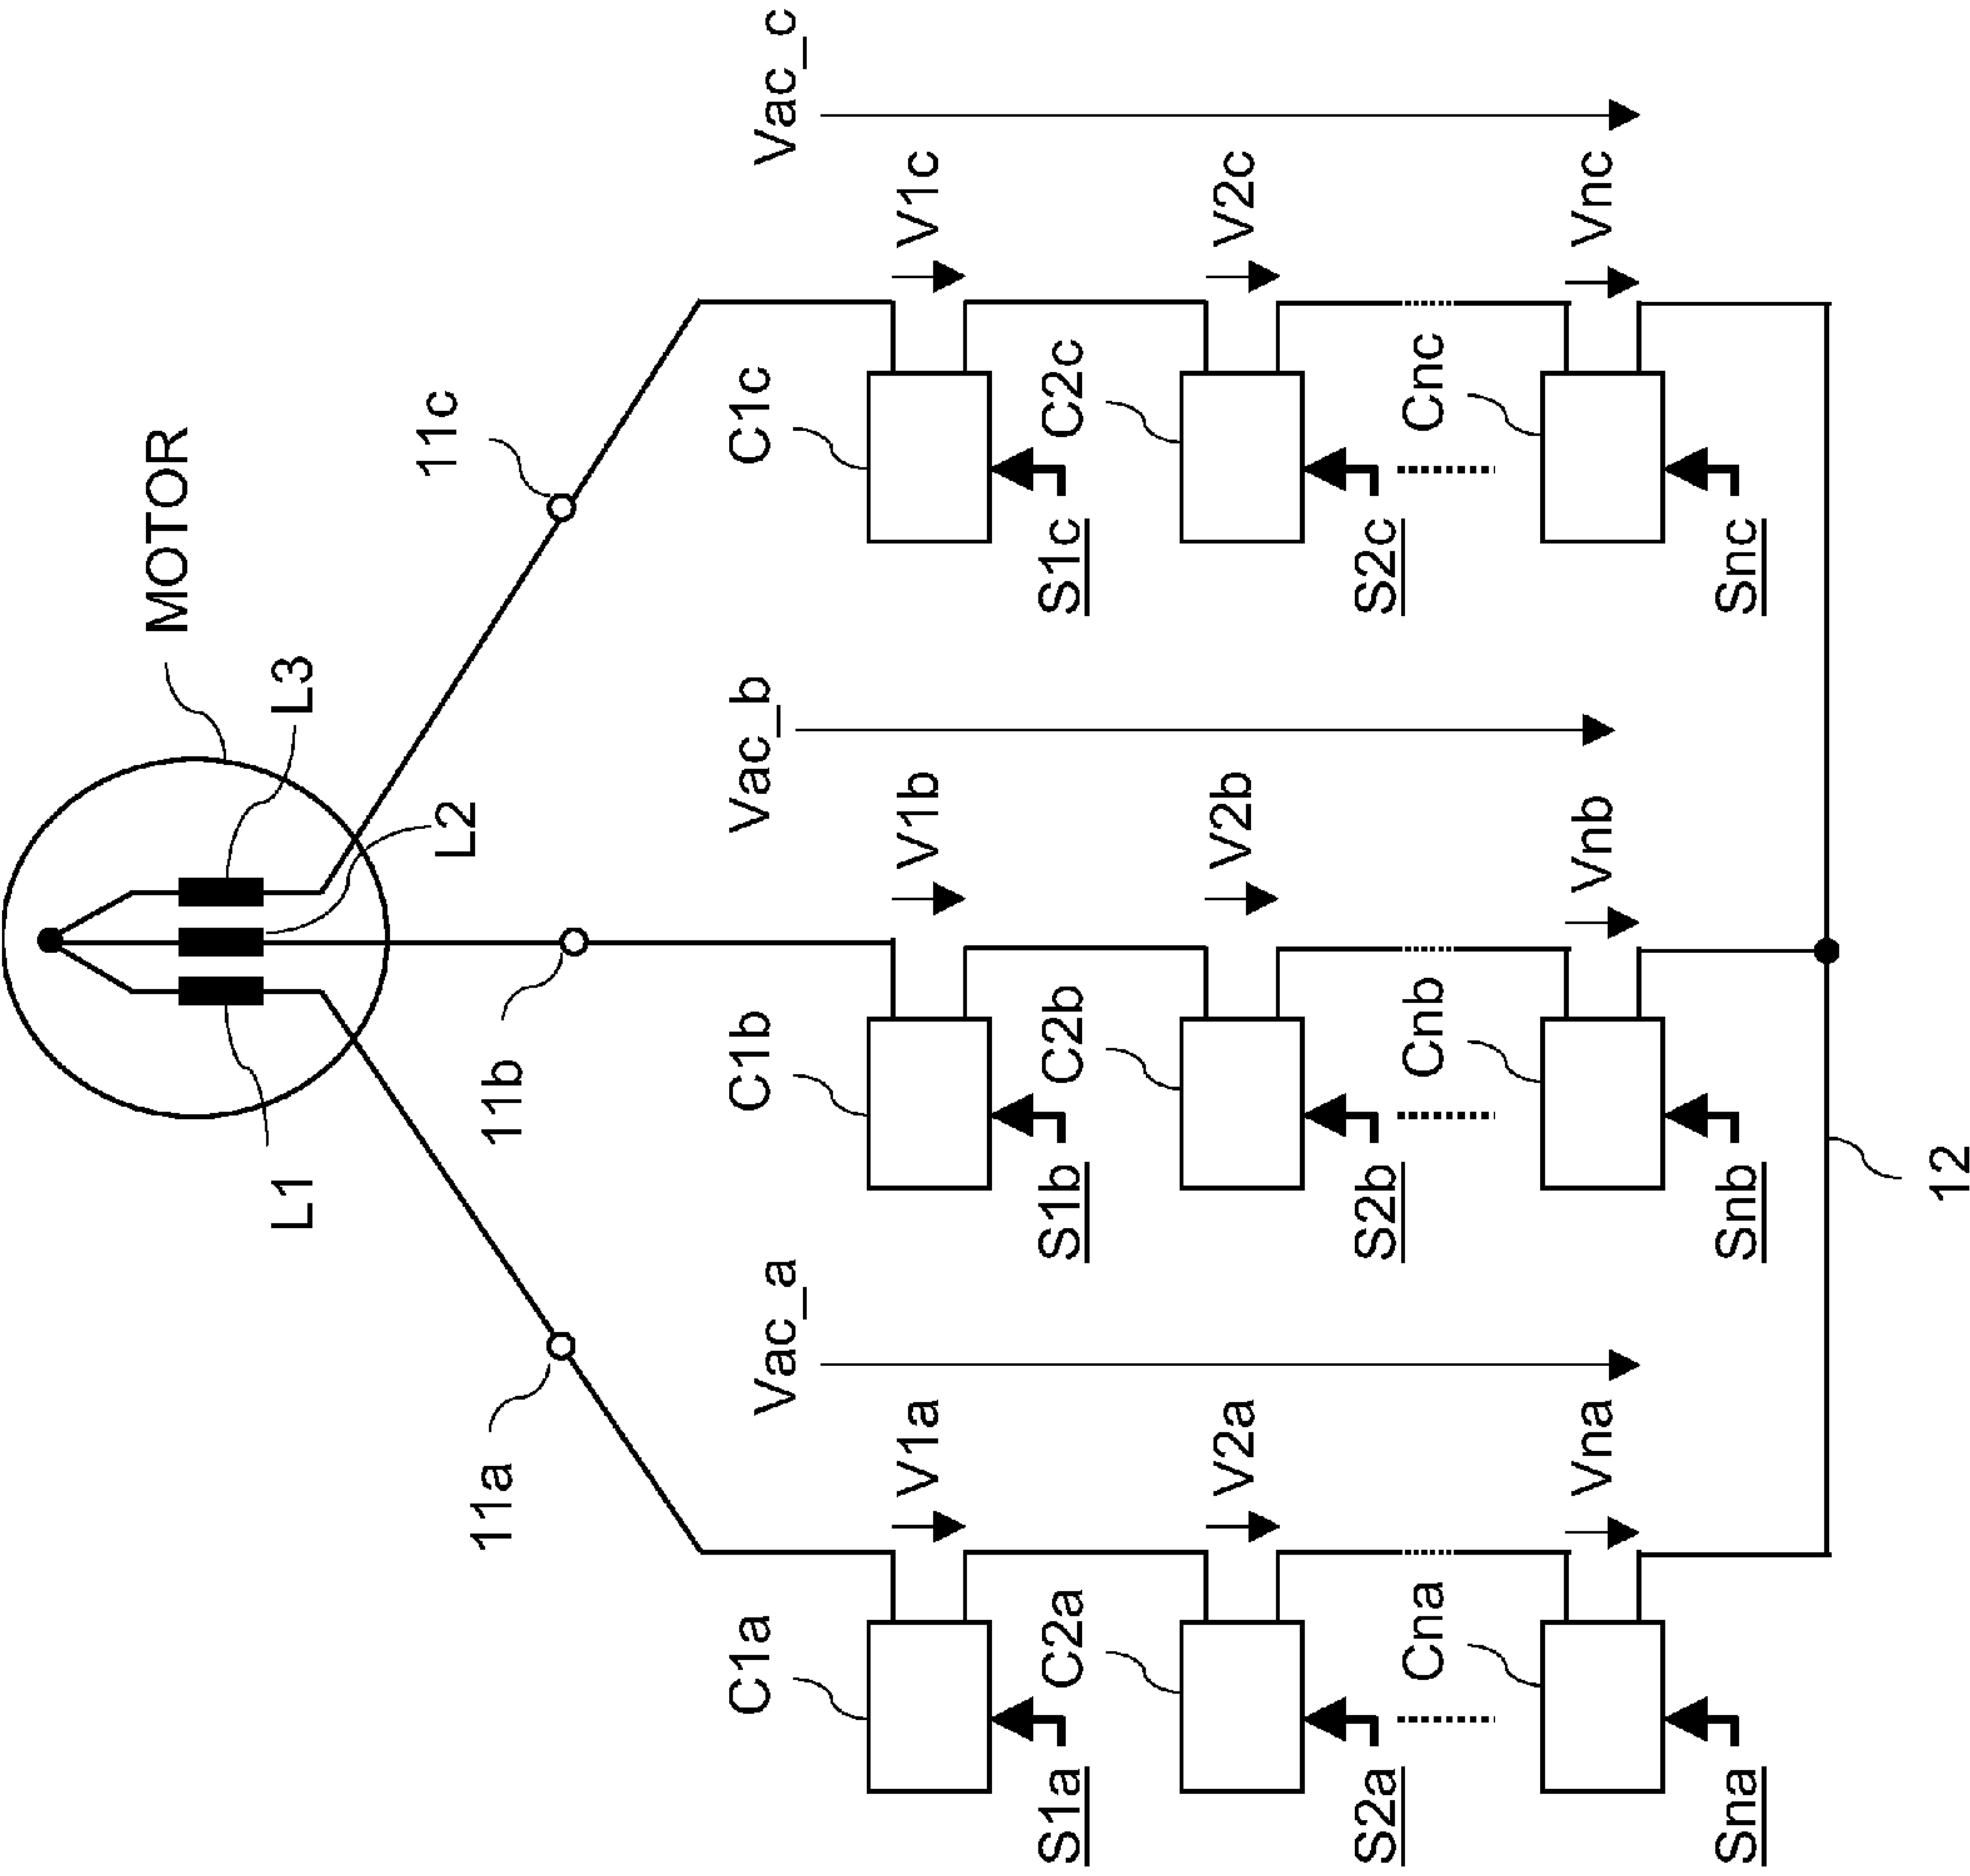 MOTOR
L1
L2
L3
11a
11b
11c
Vac_a
Vac_b
Vac_c
C1a
V1a
S1a
C2a
V2a
S2a
Cna
Vna
Sna
C1b
V1b
S1b
C2b
V2b
S2b
Cnb
Vnb
Snb
C1c
V1c
S1c
C2c
V2c
S2c
Cnc
Vnc
Snc
12